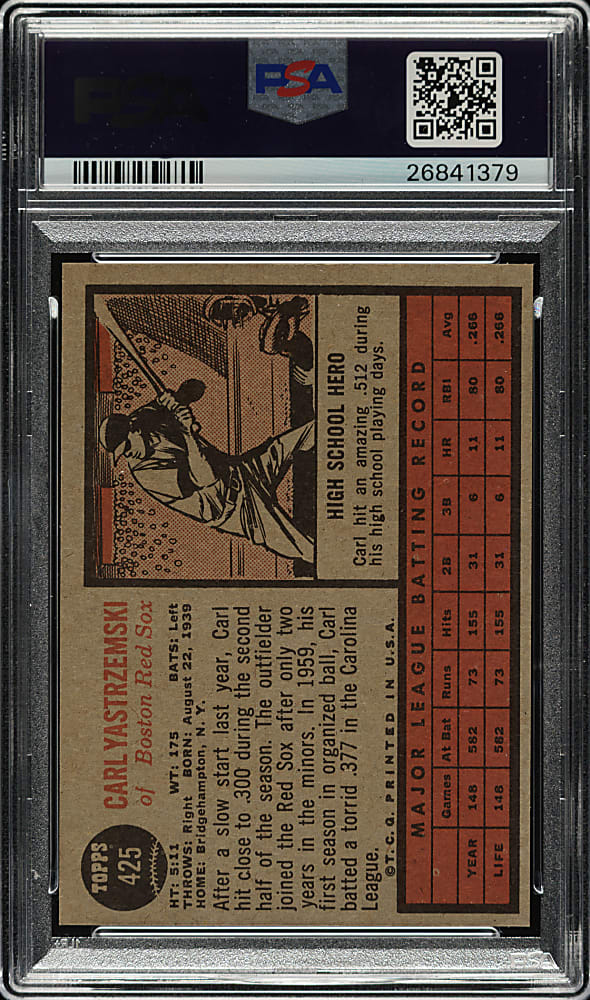 PSA
26841379
TOPPS
425
CARL YASTRZEMSKI
of Boston Red Sox
HT: 5:11 WT: 175 BATS: Left
THROWS: Right BORN: August 22, 1939
HOME: Bridgehampton, N. Y.
After a slow start last year, Carl
hit close to .300 during the second
half of the season. The outfielder
joined the Red Sox after only two
years in the minors. In 1959, his
first season in organized ball, Carl
batted a torrid .377 in the Carolina
League.
©T.C.G. PRINTED IN U.S.A.
HIGH SCHOOL HERO
Carl hit an amazing .512 during
his high school playing days.
MAJOR LEAGUE BATTING RECORD
Games At Bat Runs Hits 2B 3B HR RBI Avg
YEAR 148 582 73 155 31 6 11 80 .266
LIFE 148 582 73 155 31 6 11 80 .266
PSA